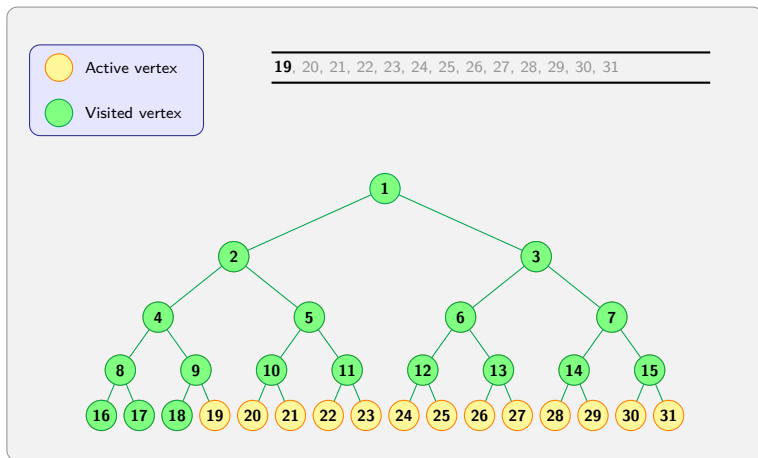 Active vertex
Visited vertex
19, 20, 21, 22, 23, 24, 25, 26, 27, 28, 29, 30, 31
1
2 3
4 5 6 7
8 9 10 11 12 13 14 15
16 17 18 19 20 21 22 23 24 25 26 27 28 29 30 31